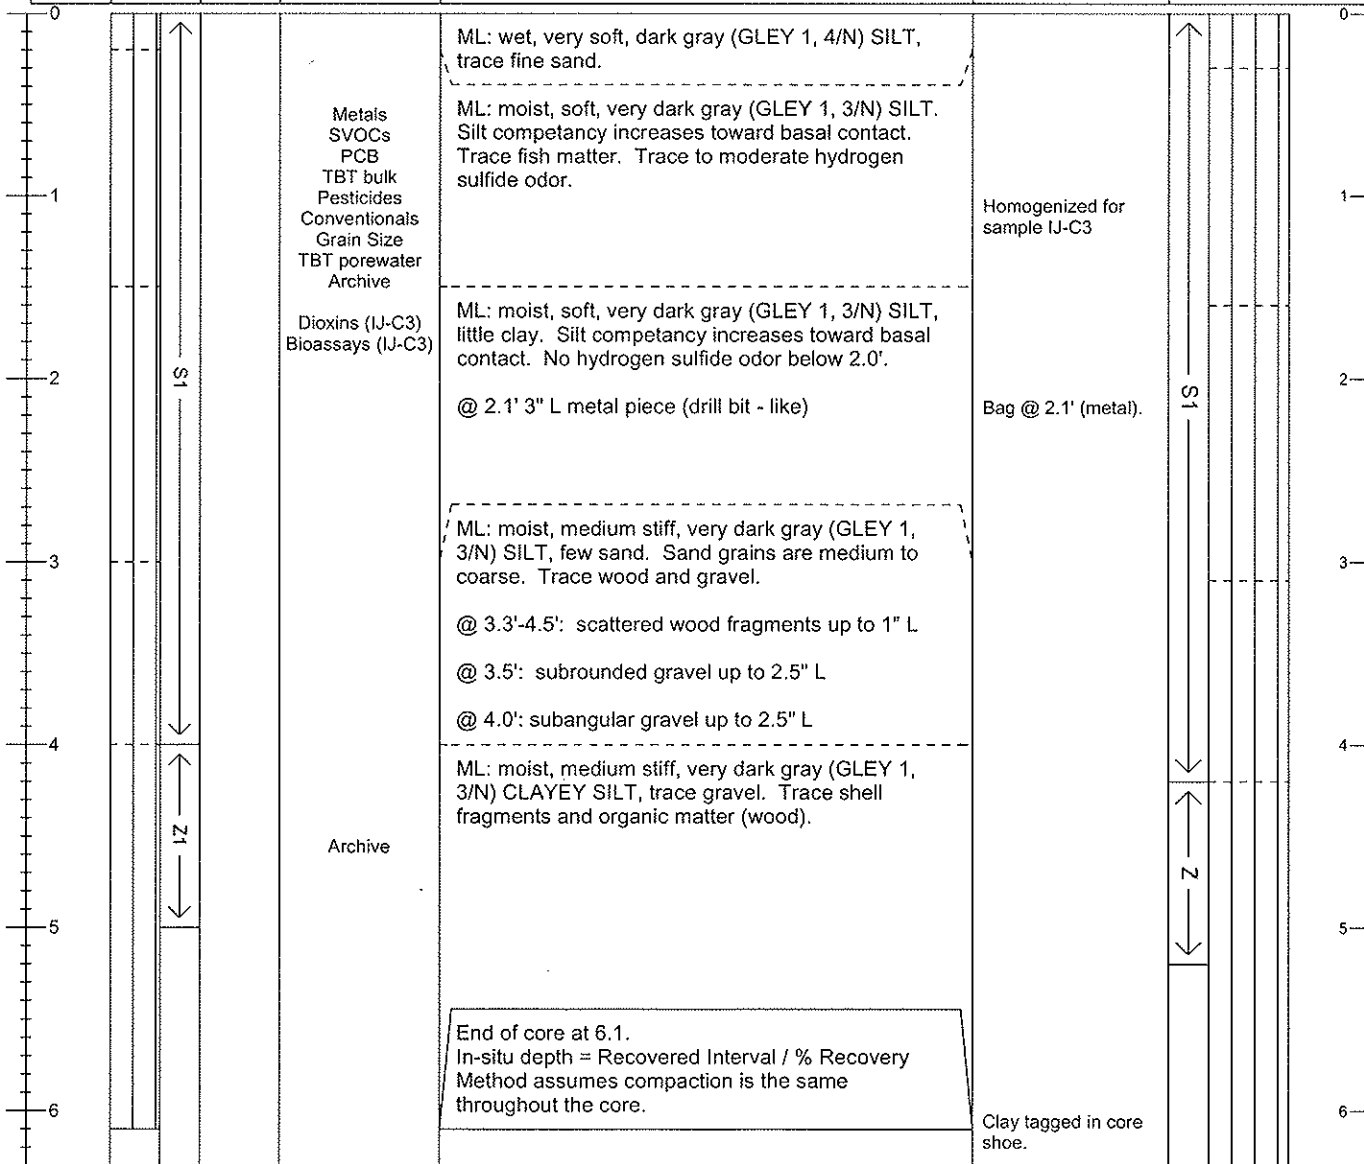 0
0
ML: wet, very soft, dark gray (GLEY 1, 4/N) SILT,
trace fine sand.
Metals
SVOCs
PCB
TBT bulk
Pesticides
Conventionals
Grain Size
TBT porewater
Archive
ML: moist, soft, very dark gray (GLEY 1, 3/N) SILT.
Silt competancy increases toward basal contact.
Trace fish matter. Trace to moderate hydrogen
sulfide odor.
1
1
Homogenized for
sample IJ-C3
Dioxins (IJ-C3)
Bioassays (IJ-C3)
ML: moist, soft, very dark gray (GLEY 1, 3/N) SILT,
little clay. Silt competancy increases toward basal
contact. No hydrogen sulfide odor below 2.0'.
S1
S1
2
2
@ 2.1' 3" L metal piece (drill bit - like)
Bag @ 2.1' (metal).
ML: moist, medium stiff, very dark gray (GLEY 1,
3/N) SILT, few sand. Sand grains are medium to
coarse. Trace wood and gravel.
3
3
@ 3.3'-4.5': scattered wood fragments up to 1" L
@ 3.5': subrounded gravel up to 2.5" L
@ 4.0': subangular gravel up to 2.5" L
4
4
ML: moist, medium stiff, very dark gray (GLEY 1,
3/N) CLAYEY SILT, trace gravel. Trace shell
fragments and organic matter (wood).
Z1
Archive
Z
5
5
End of core at 6.1.
In-situ depth = Recovered Interval / % Recovery
Method assumes compaction is the same
throughout the core.
6
6
Clay tagged in core
shoe.